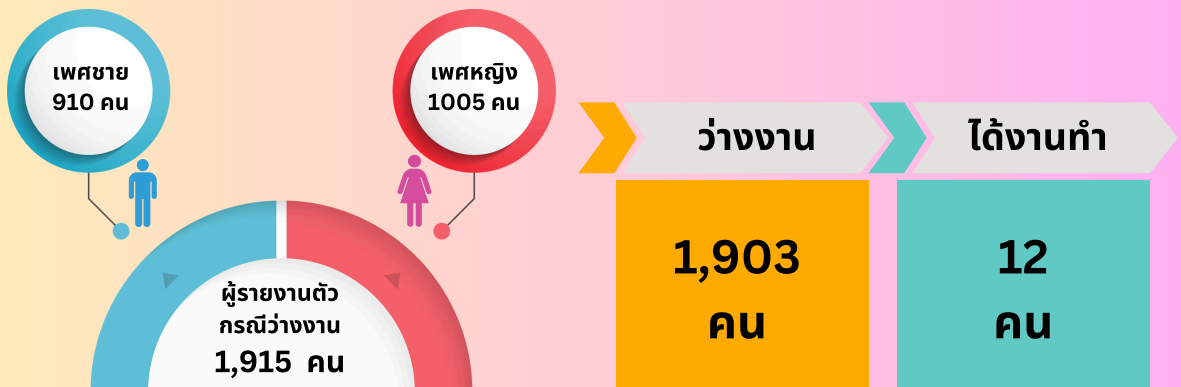 เพศชาย
910 คน
เพศหญิง
1005 คน
ผู้รายงานตัว
กรณีว่างงาน
1,915 คน
ว่างงาน
ได้งานทำ
1,903
คน
12
คน